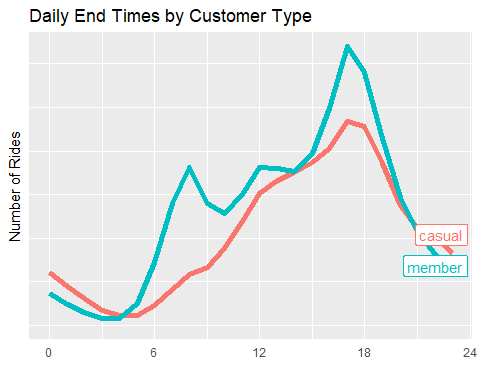 Daily End Times by Customer Type
Number of Rides
casual
member
0 6 12 18 24